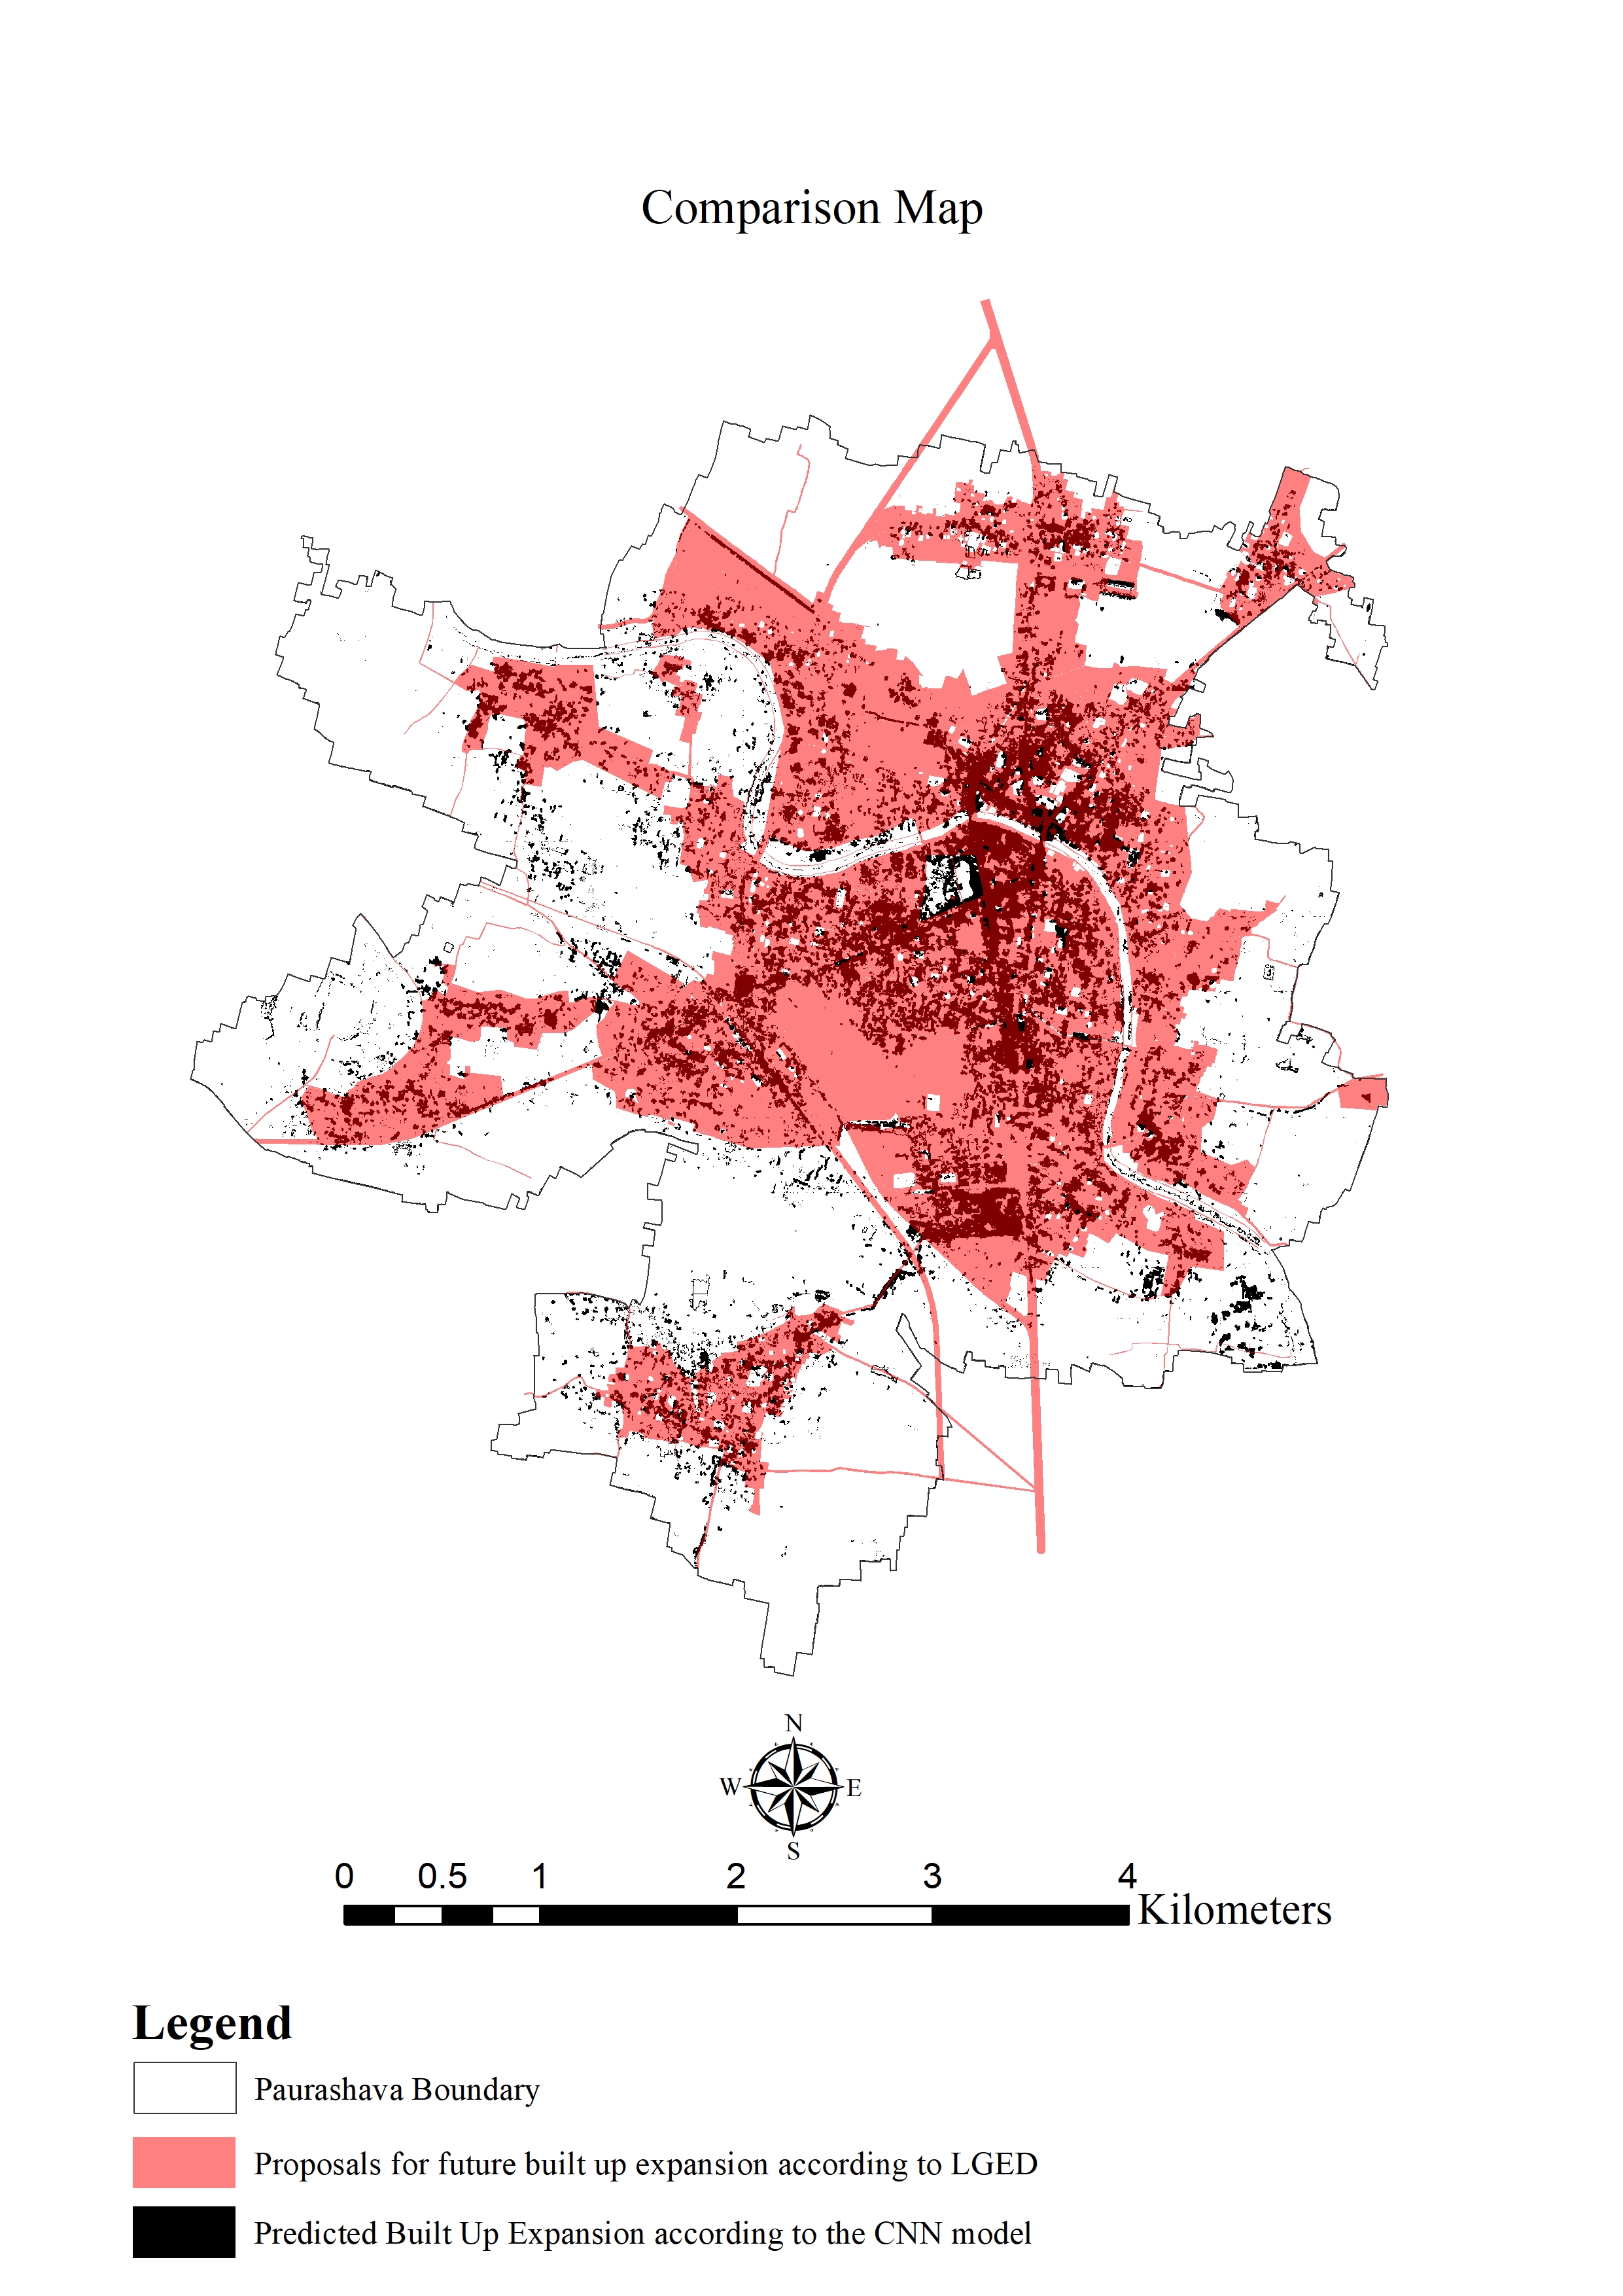 Comparison Map
N
W E
S
0 0.5 1 2 3 4
Kilometers
Legend
Paurashava Boundary
Proposals for future built up expansion according to LGED
Predicted Built Up Expansion according to the CNN model